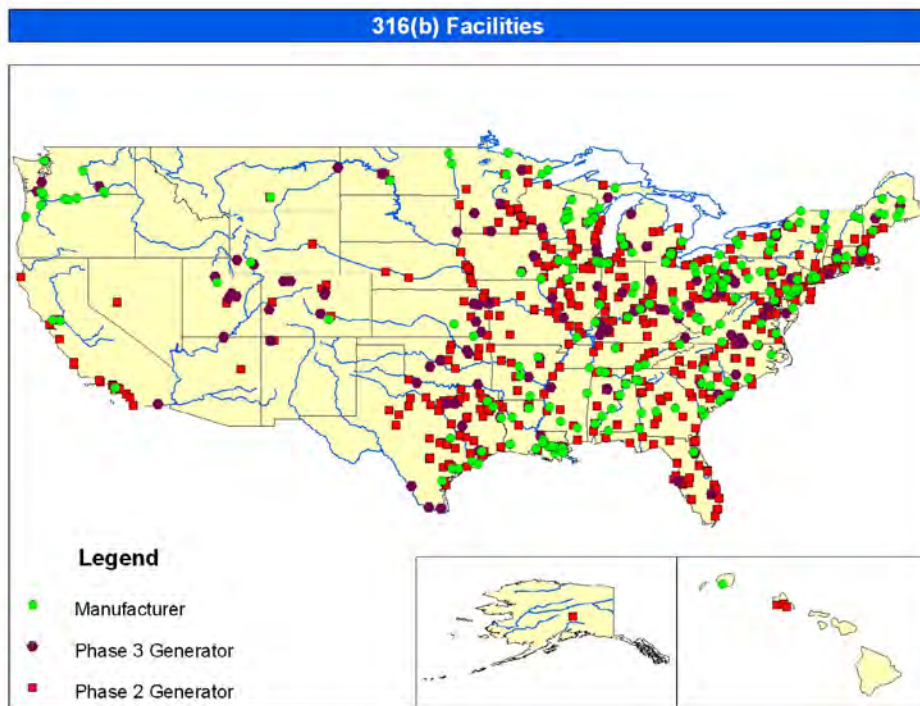 316(b) Facilities
Legend
Manufacturer
Phase 3 Generator
Phase 2 Generator